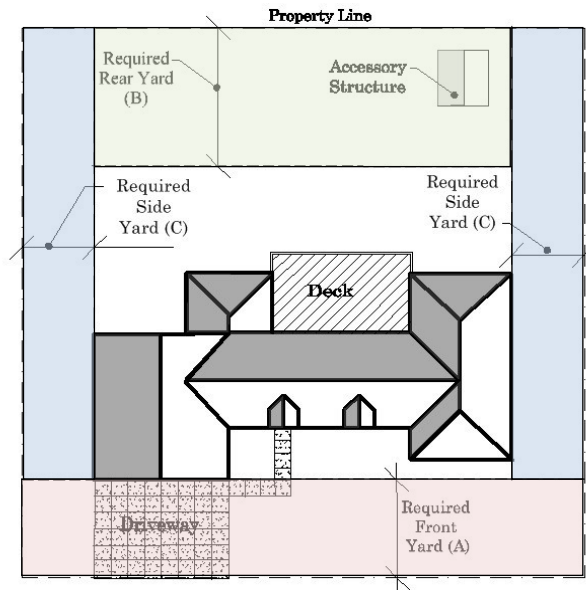 Property Line
Required
Rear Yard
(B)
Accessory
Structure
Required
Side
Yard (C)
Required
Side
Yard (C)
Deck
Driveway
Required
Front
Yard (A)